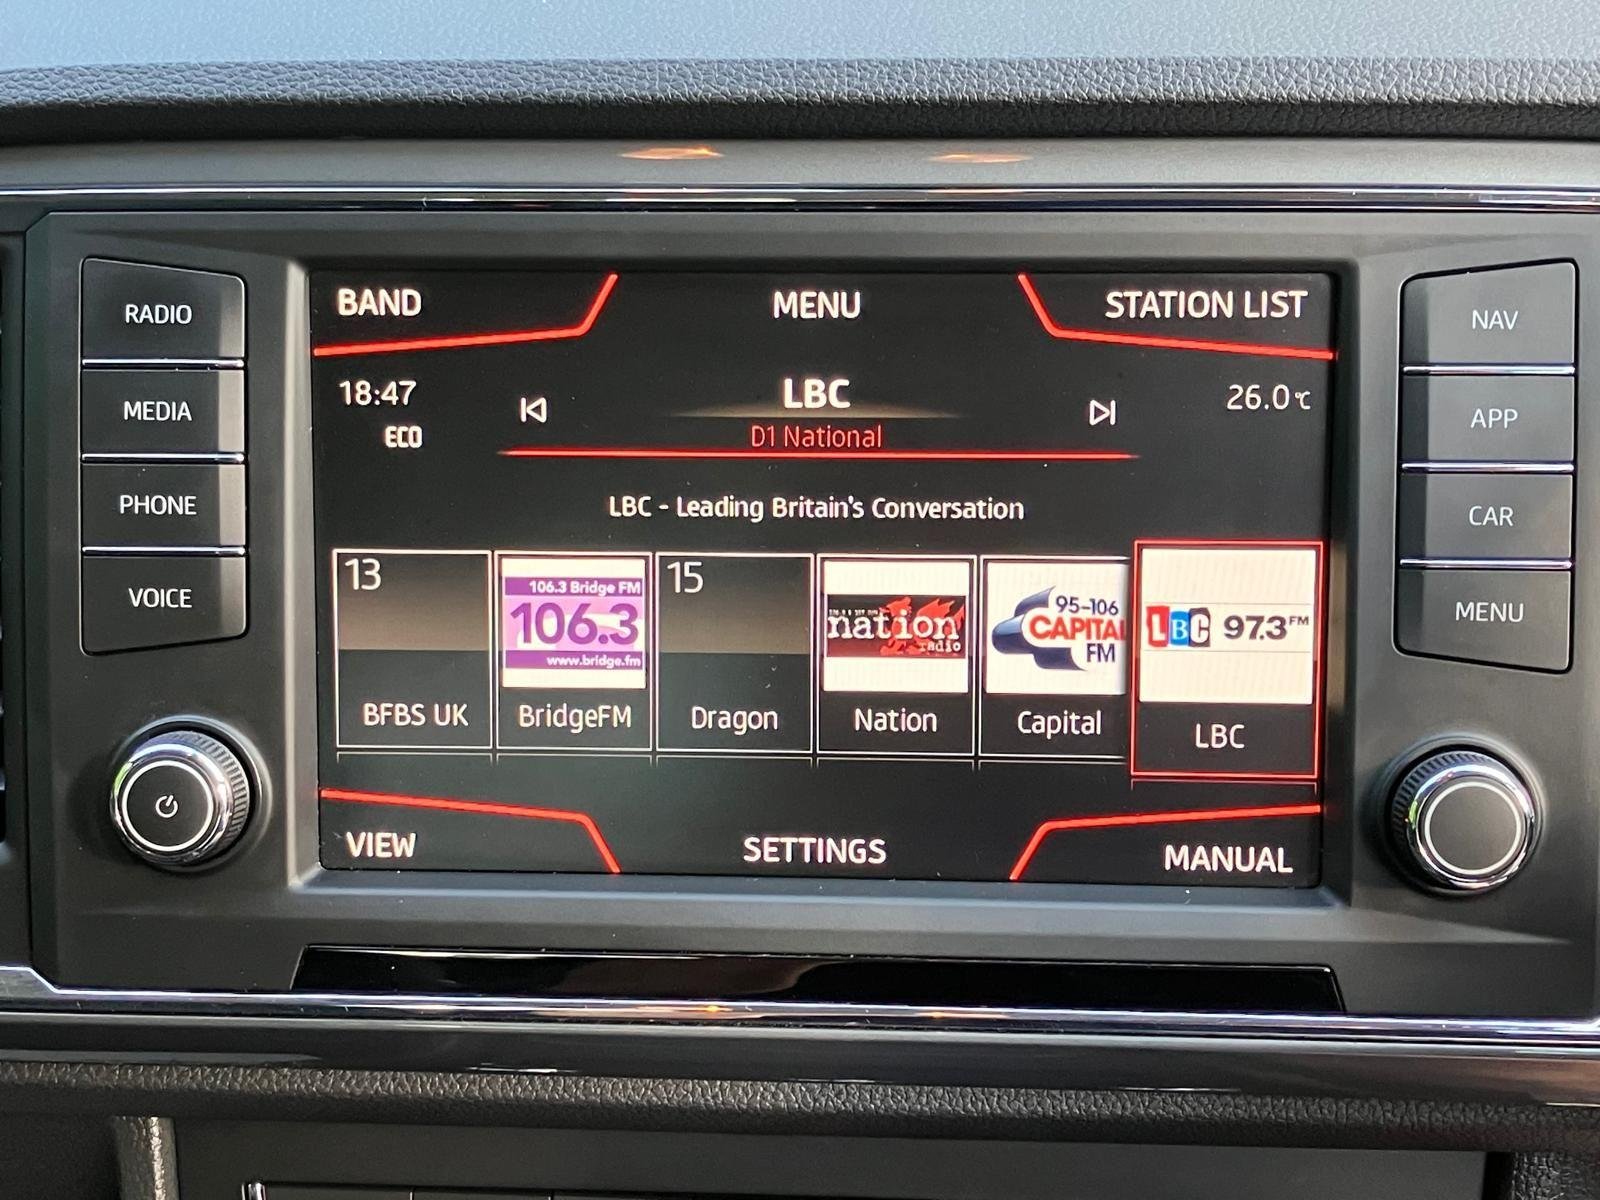 RADIO
MEDIA
PHONE
VOICE
BAND
MENU
STATION LIST
18:47
ECO
LBC
D1 National
26.0°C
LBC - Leading Britain's Conversation
13
BFBS UK
106.3 Bridge FM
106.3
www.bridge.fm
BridgeFM
15
Dragon
nation
radio
Nation
95-106
CAPITAL
FM
Capital
LBC 97.3 FM
LBC
VIEW
SETTINGS
MANUAL
NAV
APP
CAR
MENU